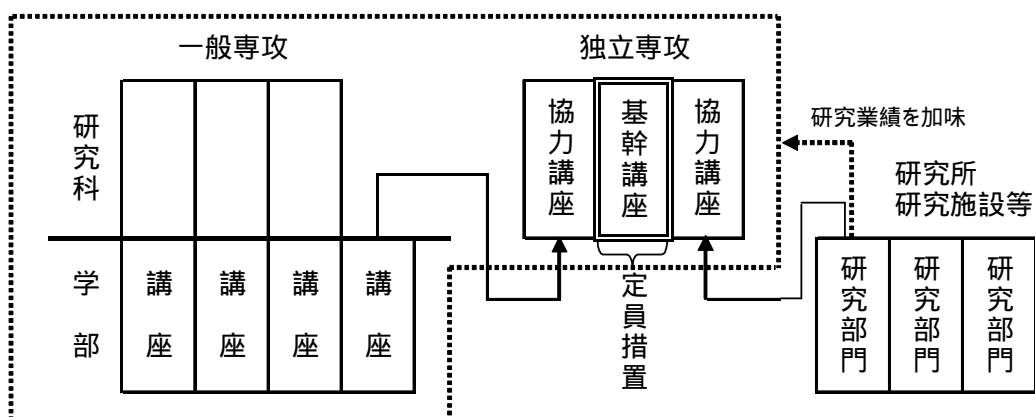 一般専攻
独立専攻
研究科
協力講座
基幹講座
協力講座
研究業績を加味
研究所
研究施設等
学部
講座
講座
講座
講座
定員措置
研究部門
研究部門
研究部門